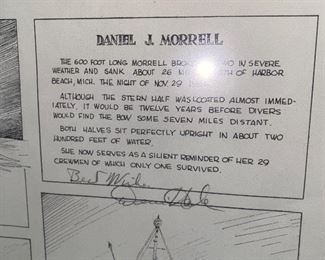 DANIEL J. MORRELL
THE 600 FOOT LONG MORRELL BROKE IN TWO IN SEVERE
WEATHER AND SANK ABOUT 26 OF HARBOR
BEACH, MICH. THE NIGHT OF NOV. 29
ALTHOUGH THE STERN HALF WAS LOCATED ALMOST IMMED-
IATELY, IT WOULD BE TWELVE YEARS BEFORE DIVERS
WOULD FIND THE BOW SOME SEVEN MILES DISTANT.
BOTH HALVES SIT PERFECTLY UPRIGHT IN ABOUT TWO
HUNDRED FEET OF WATER.
SHE NOW SERVES AS A SILIENT REMINDER OF HER 29
CREWMEN OF WHICH ONLY ONE SURVIVED.
Best Wishes
Dennis Hale